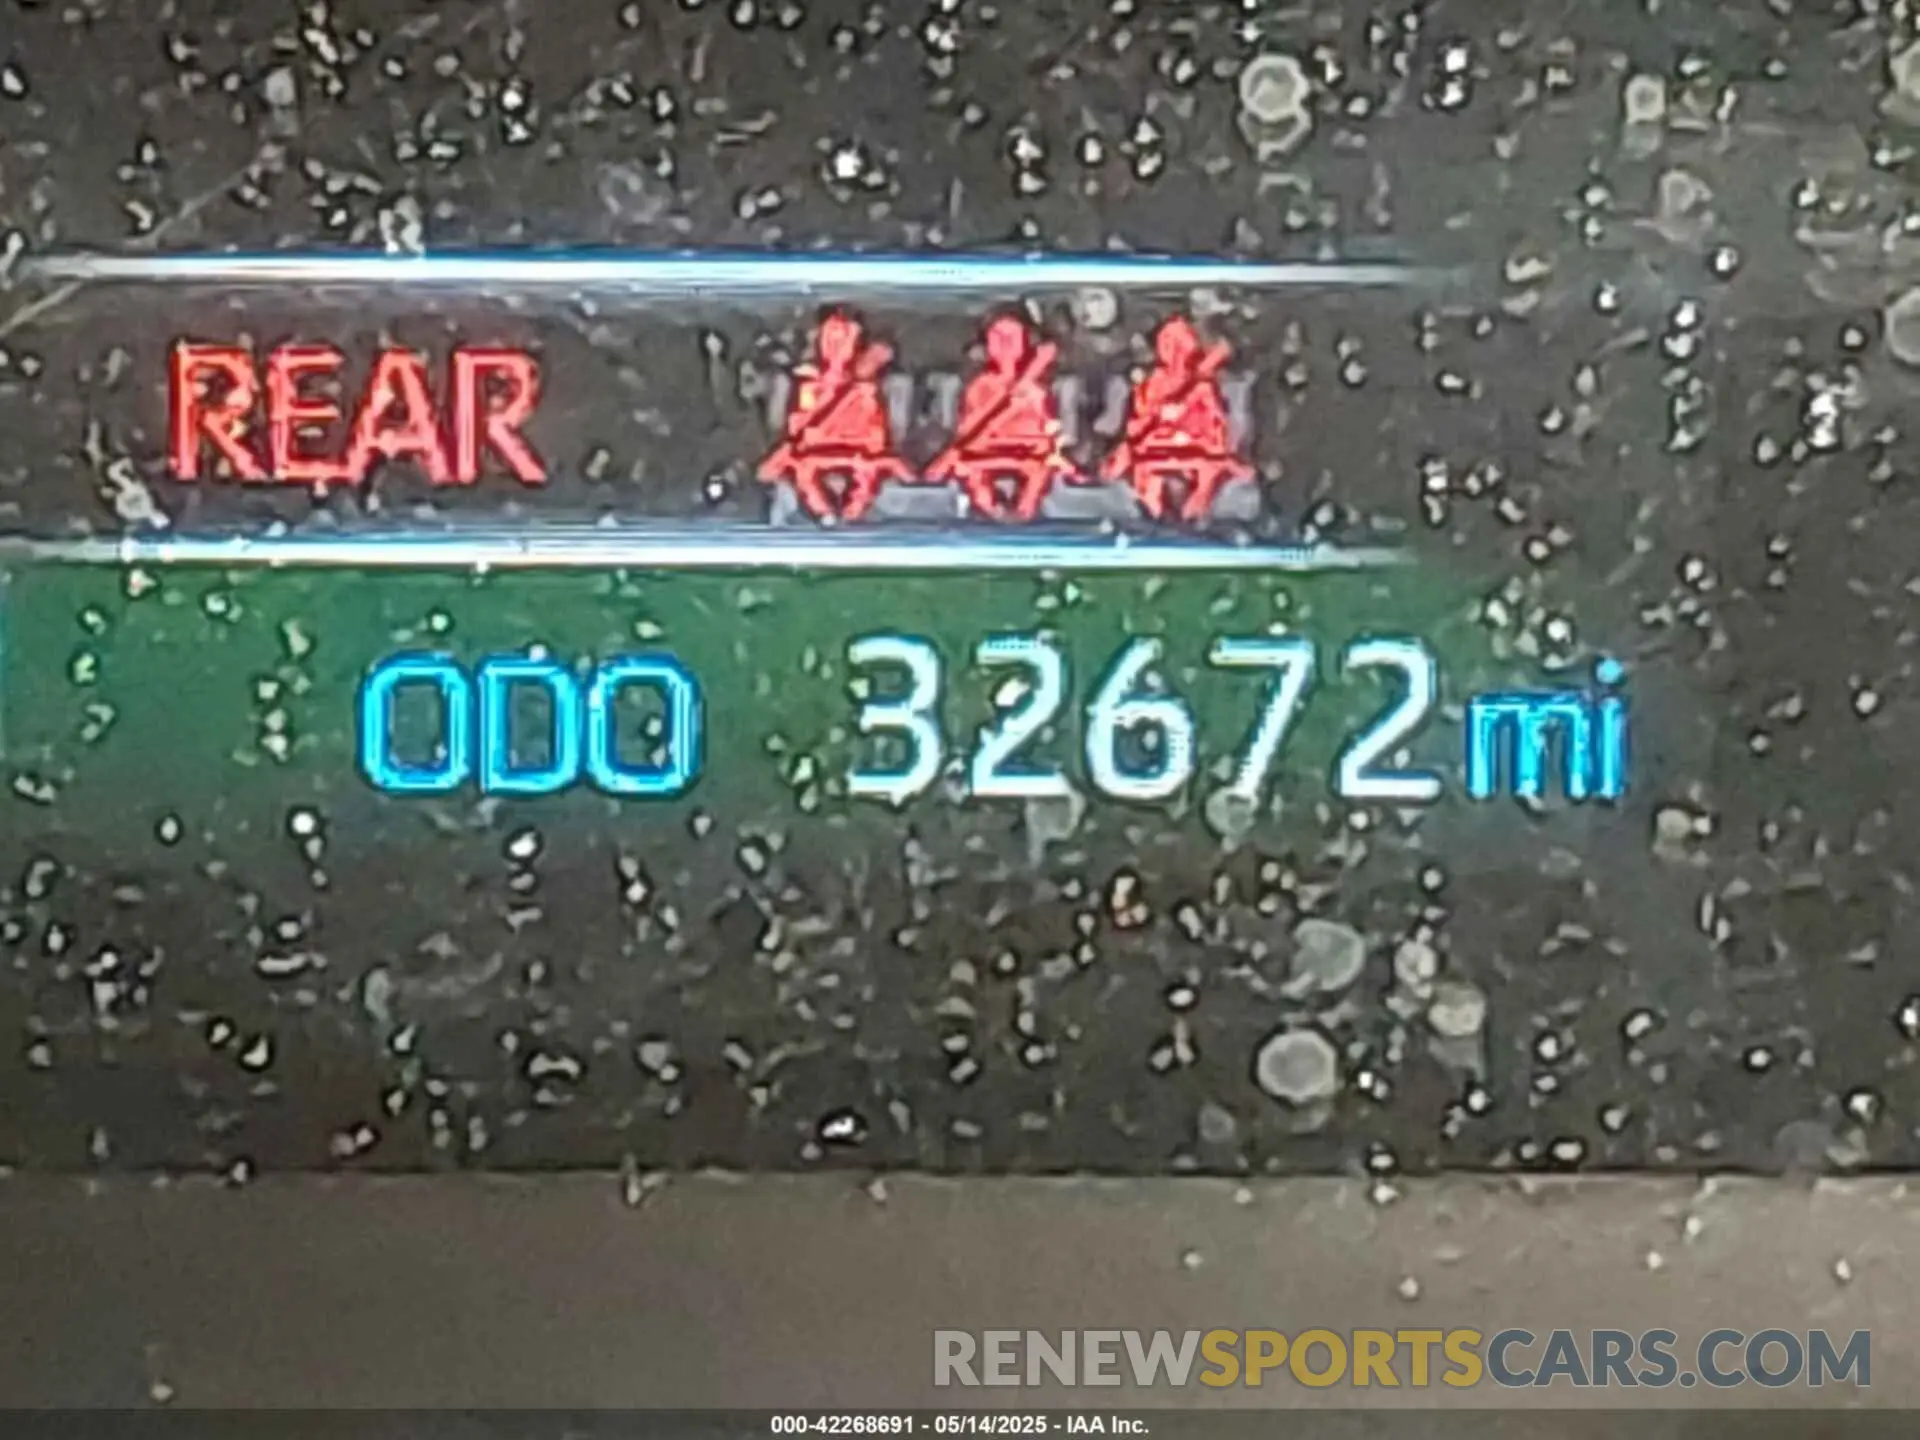 REAR
ODO 32672 mi
RENEWSPORTSCARS.COM
000-42268691 - 05/14/2025 - IAA Inc.